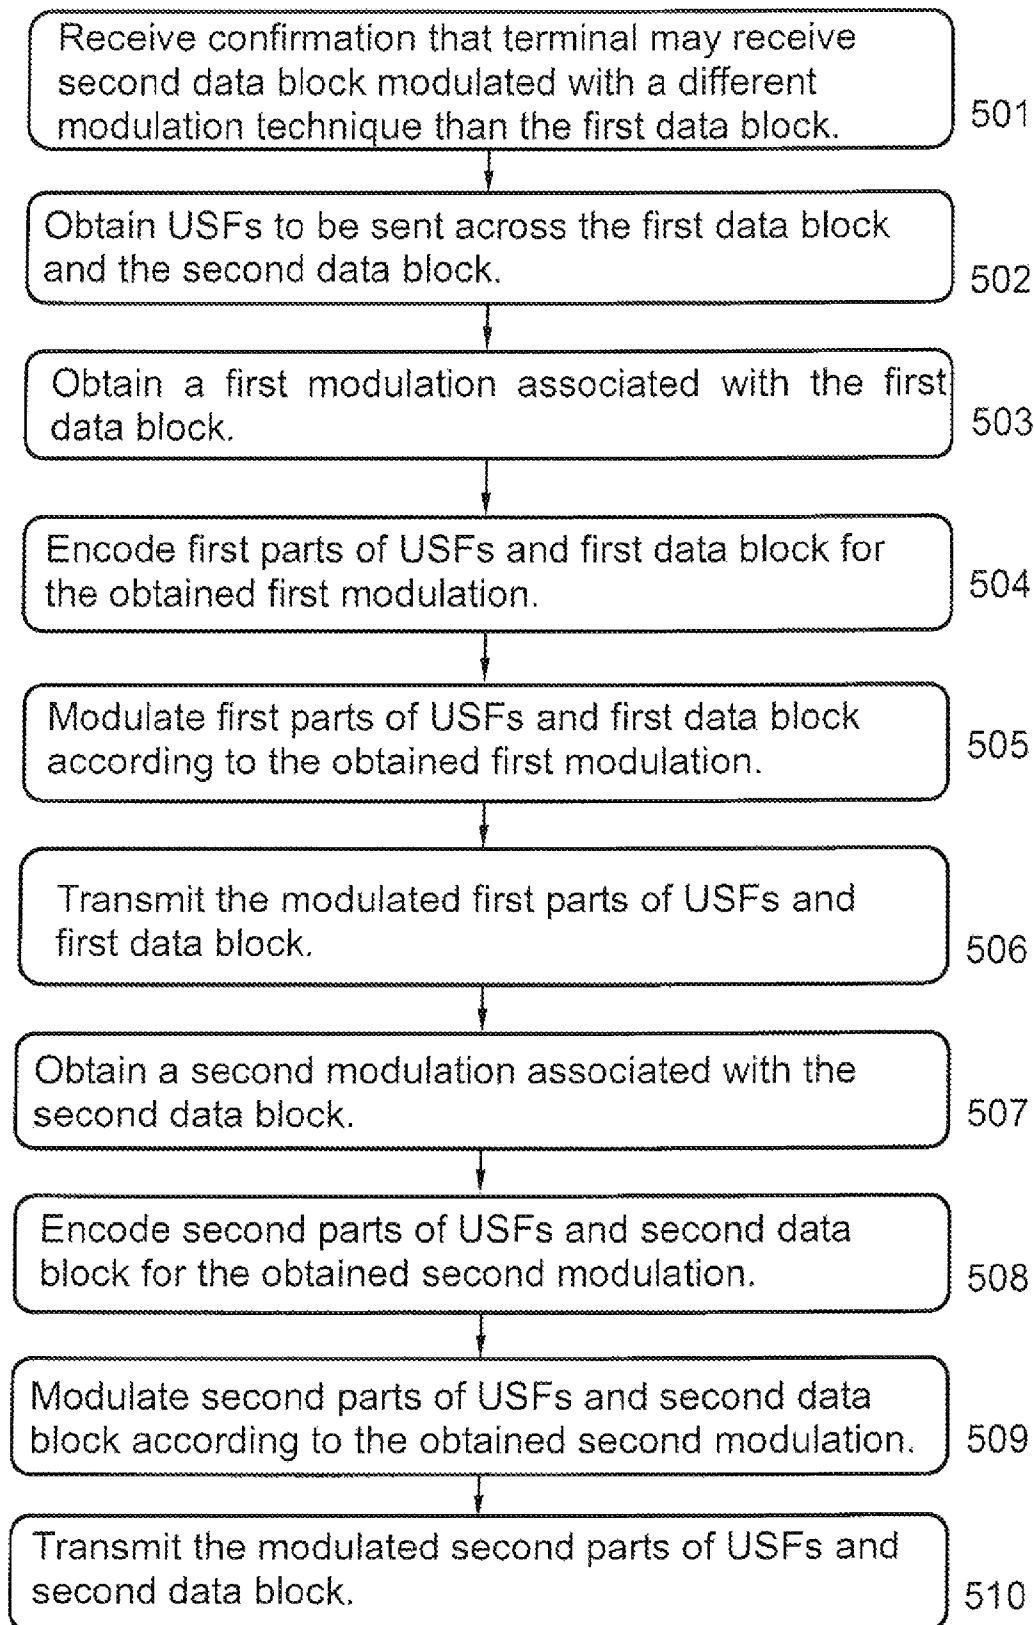 Receive confirmation that terminal may receive
second data block modulated with a different
modulation technique than the first data block.
501
Obtain USFs to be sent across the first data block
and the second data block.
502
Obtain a first modulation associated with the first
data block.
503
Encode first parts of USFs and first data block for
the obtained first modulation.
504
Modulate first parts of USFs and first data block
according to the obtained first modulation.
505
Transmit the modulated first parts of USFs and
first data block.
506
Obtain a second modulation associated with the
second data block.
507
Encode second parts of USFs and second data
block for the obtained second modulation.
508
Modulate second parts of USFs and second data
block according to the obtained second modulation.
509
Transmit the modulated second parts of USFs and
second data block.
510